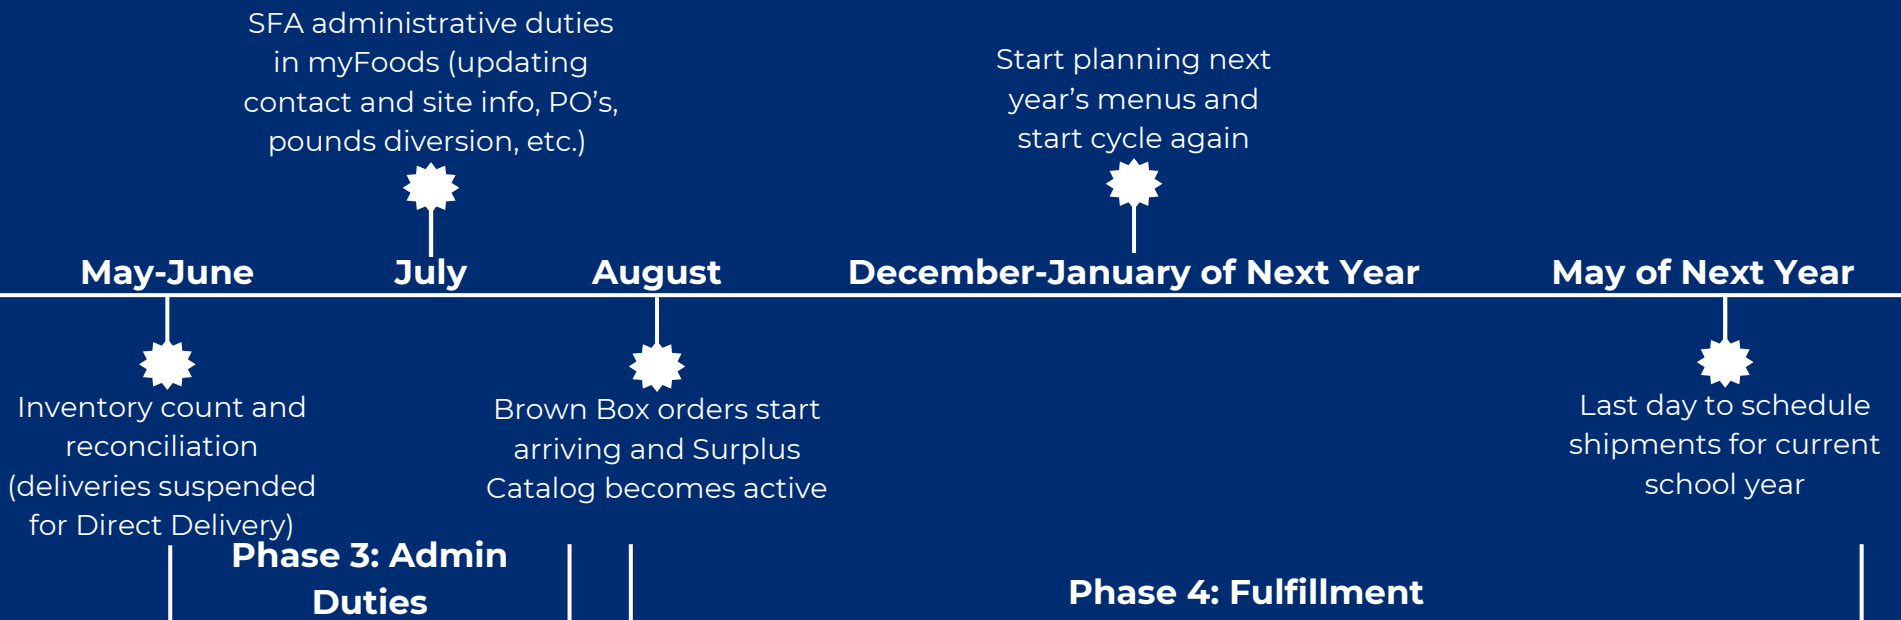 SFA administrative duties
in myFoods (updating
contact and site info, PO’s,
pounds diversion, etc.)
Start planning next
year’s menus and
start cycle again
May-June
July
August
December-January of Next Year
May of Next Year
Inventory count and
reconciliation
(deliveries suspended
for Direct Delivery)
Brown Box orders start
arriving and Surplus
Catalog becomes active
Last day to schedule
shipments for current
school year
Phase 3: Admin
Duties
Phase 4: Fulfillment